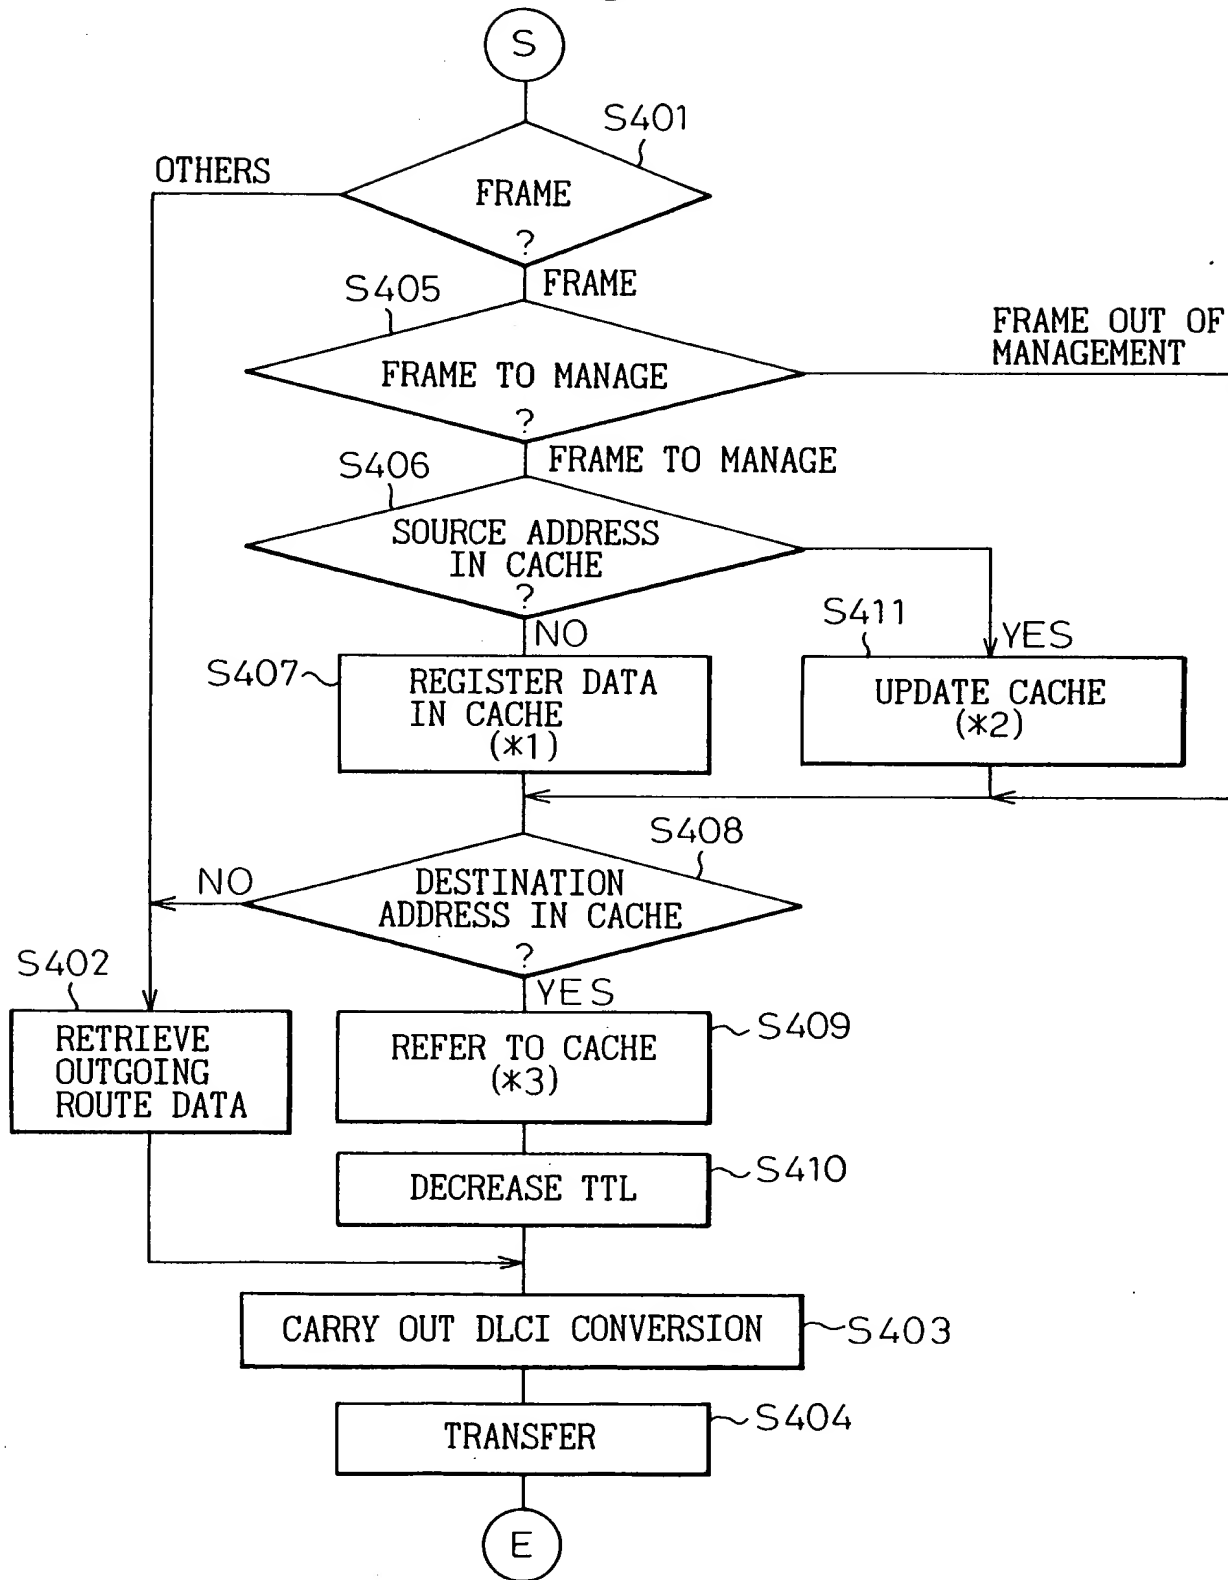 S
S401
OTHERS
FRAME
?
FRAME
S405
FRAME OUT OF
MANAGEMENT
FRAME TO MANAGE
?
FRAME TO MANAGE
S406
SOURCE ADDRESS
IN CACHE
?
NO
S411
YES
S407
REGISTER DATA
IN CACHE
(*1)
UPDATE CACHE
(*2)
S408
NO
DESTINATION
ADDRESS IN CACHE
?
YES
S402
RETRIEVE
OUTGOING
ROUTE DATA
REFER TO CACHE
(*3)
S409
DECREASE TTL
S410
CARRY OUT DLCI CONVERSION
S403
TRANSFER
S404
E